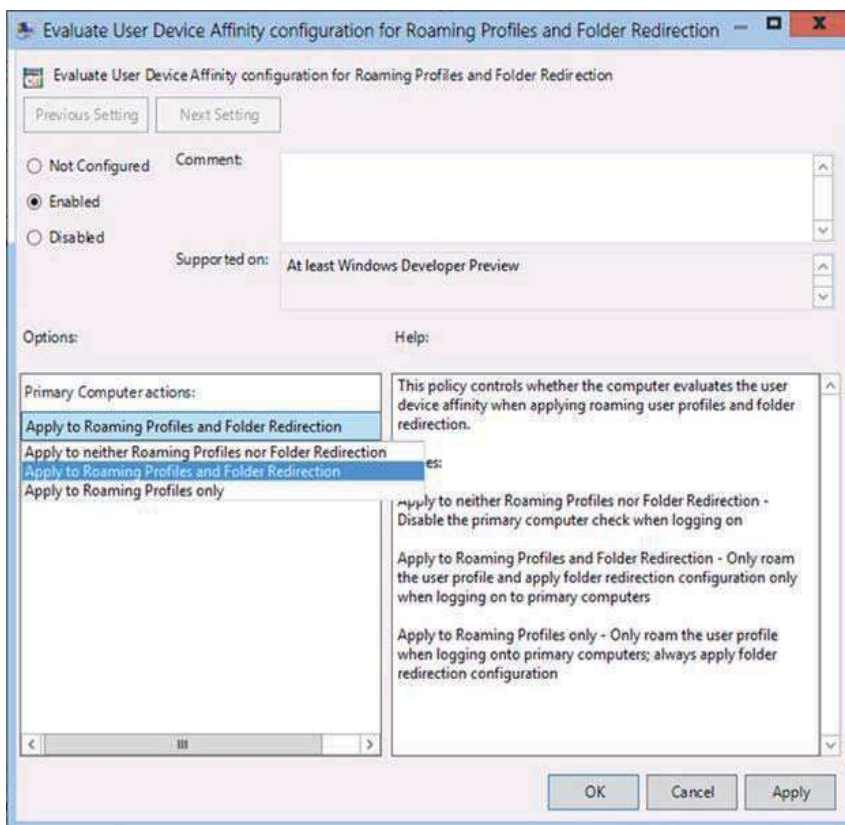 Evaluate User Device Affinity configuration for Roaming Profiles and Folder Redirection
Evaluate User Device Affinity configuration for Roaming Profiles and Folder Redirection
Previous Setting
Next Setting
Not Configured
Comment:
Enabled
Disabled
Supported on:
At least Windows Developer Preview
Options:
Help:
Primary Computer actions:
Apply to Roaming Profiles and Folder Redirection
Apply to neither Roaming Profiles nor Folder Redirection
Apply to Roaming Profiles and Folder Redirection
Apply to Roaming Profiles only
This policy controls whether the computer evaluates the user
device affinity when applying roaming user profiles and folder
redirection.
es:
Apply to neither Roaming Profiles nor Folder Redirection -
Disable the primary computer check when logging on
Apply to Roaming Profiles and Folder Redirection - Only roam
the user profile and apply folder redirection configuration only
when logging on to primary computers
Apply to Roaming Profiles only - Only roam the user profile
when logging onto primary computers; always apply folder
redirection configuration
OK
Cancel
Apply